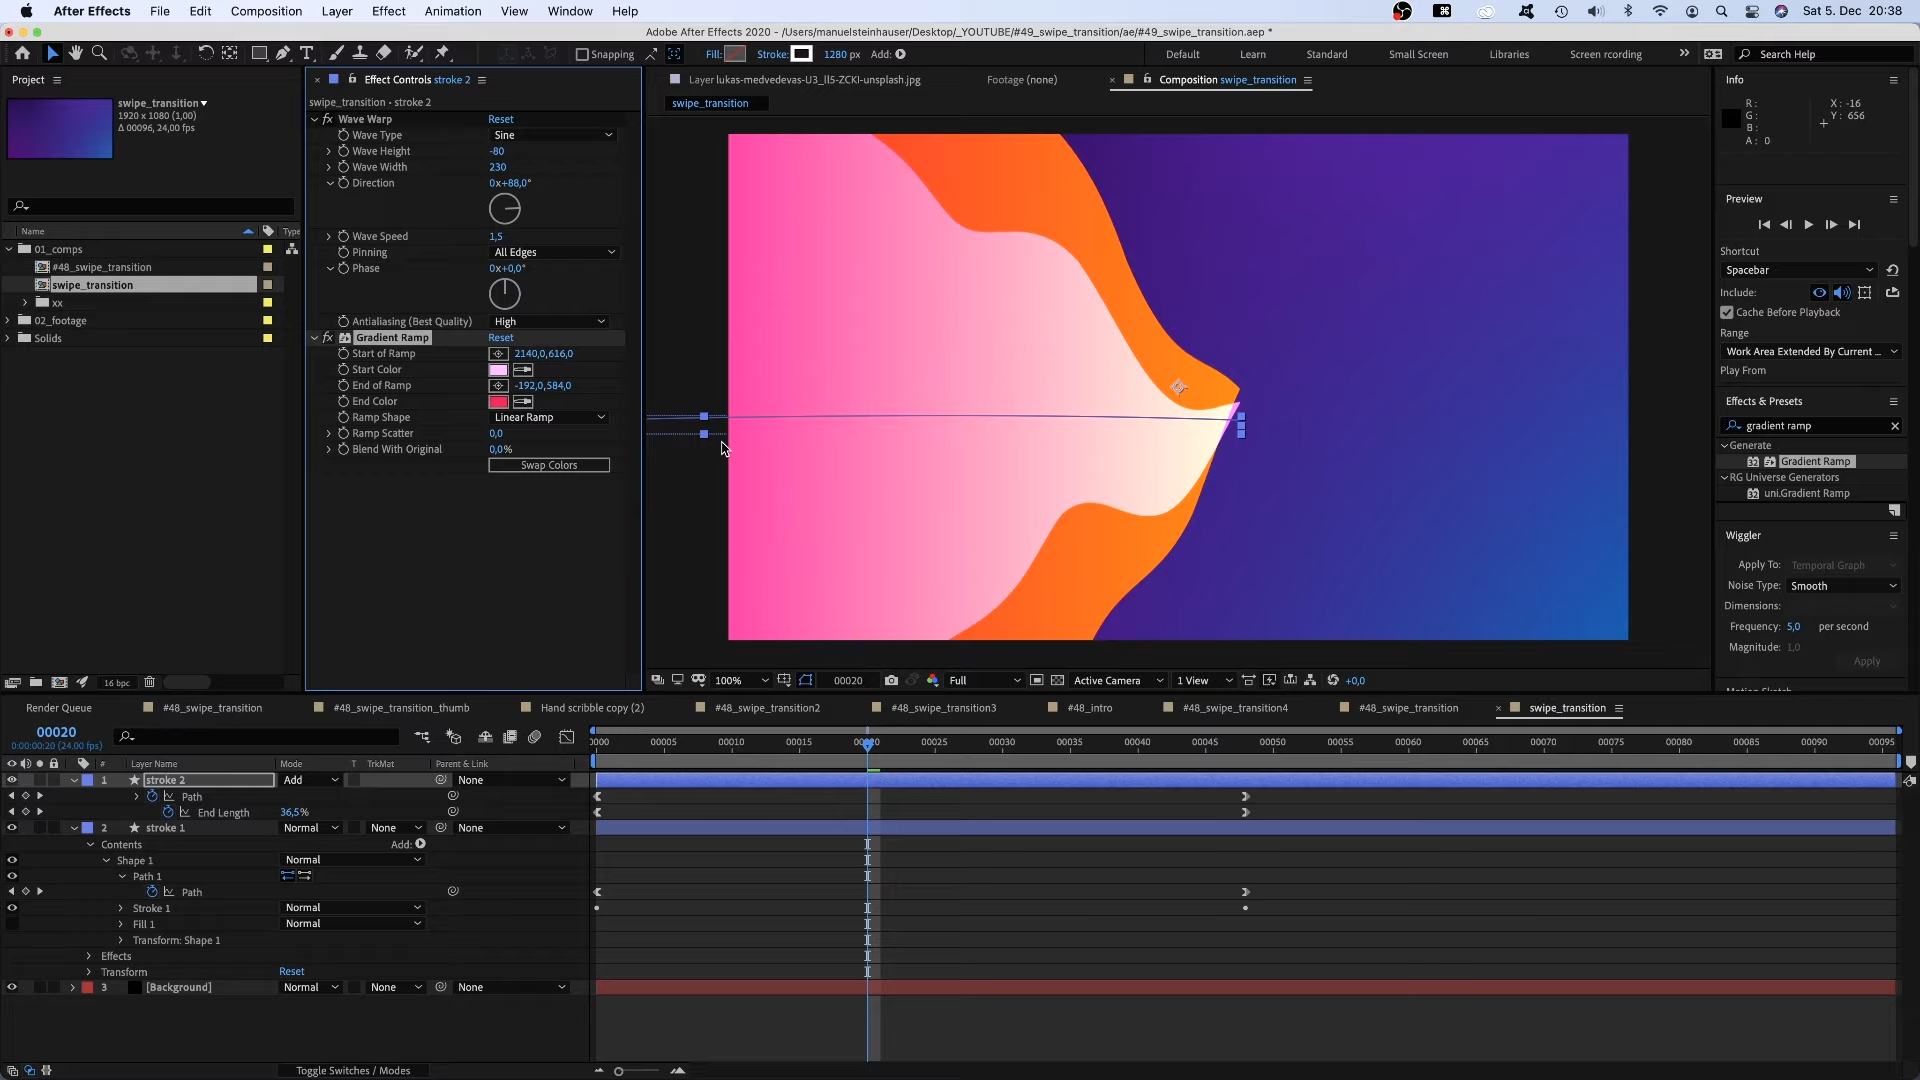 After Effects File Edit Composition Layer Effect Animation View Window Help Sat 5. Dec 20:38
Adobe After Effects 2020 - /Users/manuelsteinhauser/Desktop/_YOUTUBE/#49_swipe_transition/ae/#49_swipe_transition.aep *
Snapping Fill: Stroke: 1280 px Add: Default Learn Standard Small Screen Libraries Screen recording Search Help
Project
swipe_transition
1920 x 1080 (1,00)
Δ 00096, 24,00 fps
Name Type
01_comps
#48_swipe_transition
swipe_transition
xx
02_footage
Solids
16 bpc
Effect Controls stroke 2
swipe_transition • stroke 2
fx Wave Warp Reset
Wave Type Sine
Wave Height -80
Wave Width 230
Direction 0x+88,0°
Wave Speed 1,5
Pinning All Edges
Phase 0x+0,0°
Antialiasing (Best Quality) High
fx Gradient Ramp Reset
Start of Ramp 2140,0,616,0
Start Color
End of Ramp -192,0,584,0
End Color
Ramp Shape Linear Ramp
Ramp Scatter 0,0
Blend With Original 0,0%
Swap Colors
Layer lukas-medvedevas-U3_ll5-ZCKI-unsplash.jpg Footage (none) Composition swipe_transition
swipe_transition
100% 00020 Full Active Camera 1 View +0,0
Info
R:
G:
B:
A: 0
X: -16
Y: 656
Preview
Shortcut
Spacebar
Include:
Cache Before Playback
Range
Work Area Extended By Current ...
Play From
Effects & Presets
gradient ramp
Generate
32 Gradient Ramp
RG Universe Generators
32 uni.Gradient Ramp
Wiggler
Apply To: Temporal Graph
Noise Type: Smooth
Dimensions:
Frequency: 5,0 per second
Magnitude: 1,0
Apply
Render Queue #48_swipe_transition #48_swipe_transition_thumb Hand scribble copy (2) #48_swipe_transition2 #48_swipe_transition3 #48_intro #48_swipe_transition4 #48_swipe_transition swipe_transition
00020
0:00:00:20 (24.00 fps)
00005 00010 00015 00025 00030 00035 00040 00045 00050 00055 00060 00065 00070 00075 00080 00085 00090 00095
# Layer Name Mode T TrkMat Parent & Link
1 stroke 2 Add None
Path
End Length 36,5%
2 stroke 1 Normal None None
Contents Add:
Shape 1 Normal
Path 1
Path
Stroke 1 Normal
Fill 1 Normal
Transform: Shape 1
Effects
Transform Reset
3 [Background] Normal None None
Toggle Switches / Modes